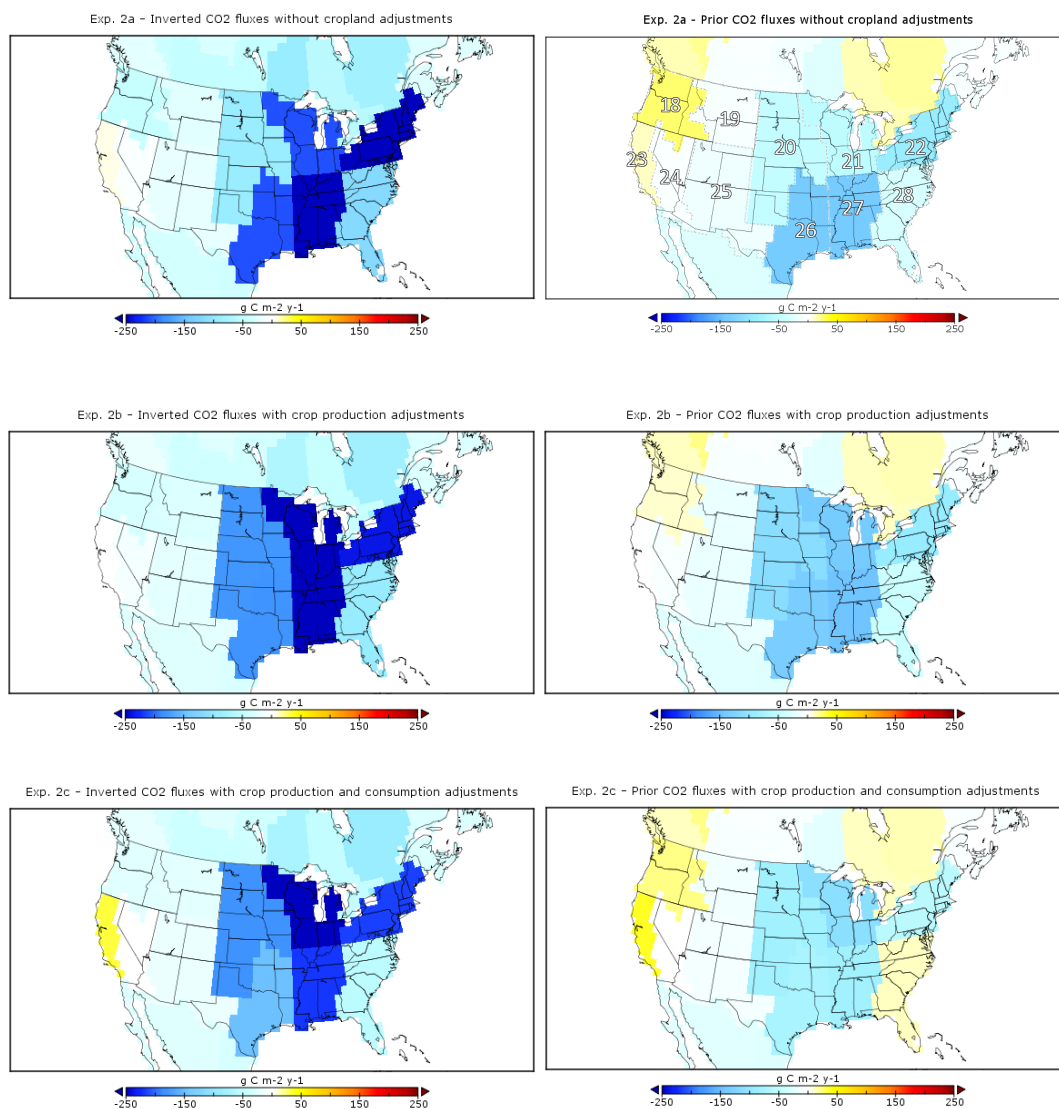 Exp. 2a - Inverted CO2 fluxes without cropland adjustments
g C m-2 y-1
-250 -150 -50 50 150 250
Exp. 2a - Prior CO2 fluxes without cropland adjustments
18
19
20
21
22
23
24
25
26
27
28
g C m-2 y-1
-250 -150 -50 50 150 250
Exp. 2b - Inverted CO2 fluxes with crop production adjustments
g C m-2 y-1
-250 -150 -50 50 150 250
Exp. 2b - Prior CO2 fluxes with crop production adjustments
g C m-2 y-1
-250 -150 -50 50 150 250
Exp. 2c - Inverted CO2 fluxes with crop production and consumption adjustments
g C m-2 y-1
-250 -150 -50 50 150 250
Exp. 2c - Prior CO2 fluxes with crop production and consumption adjustments
g C m-2 y-1
-250 -150 -50 50 150 250